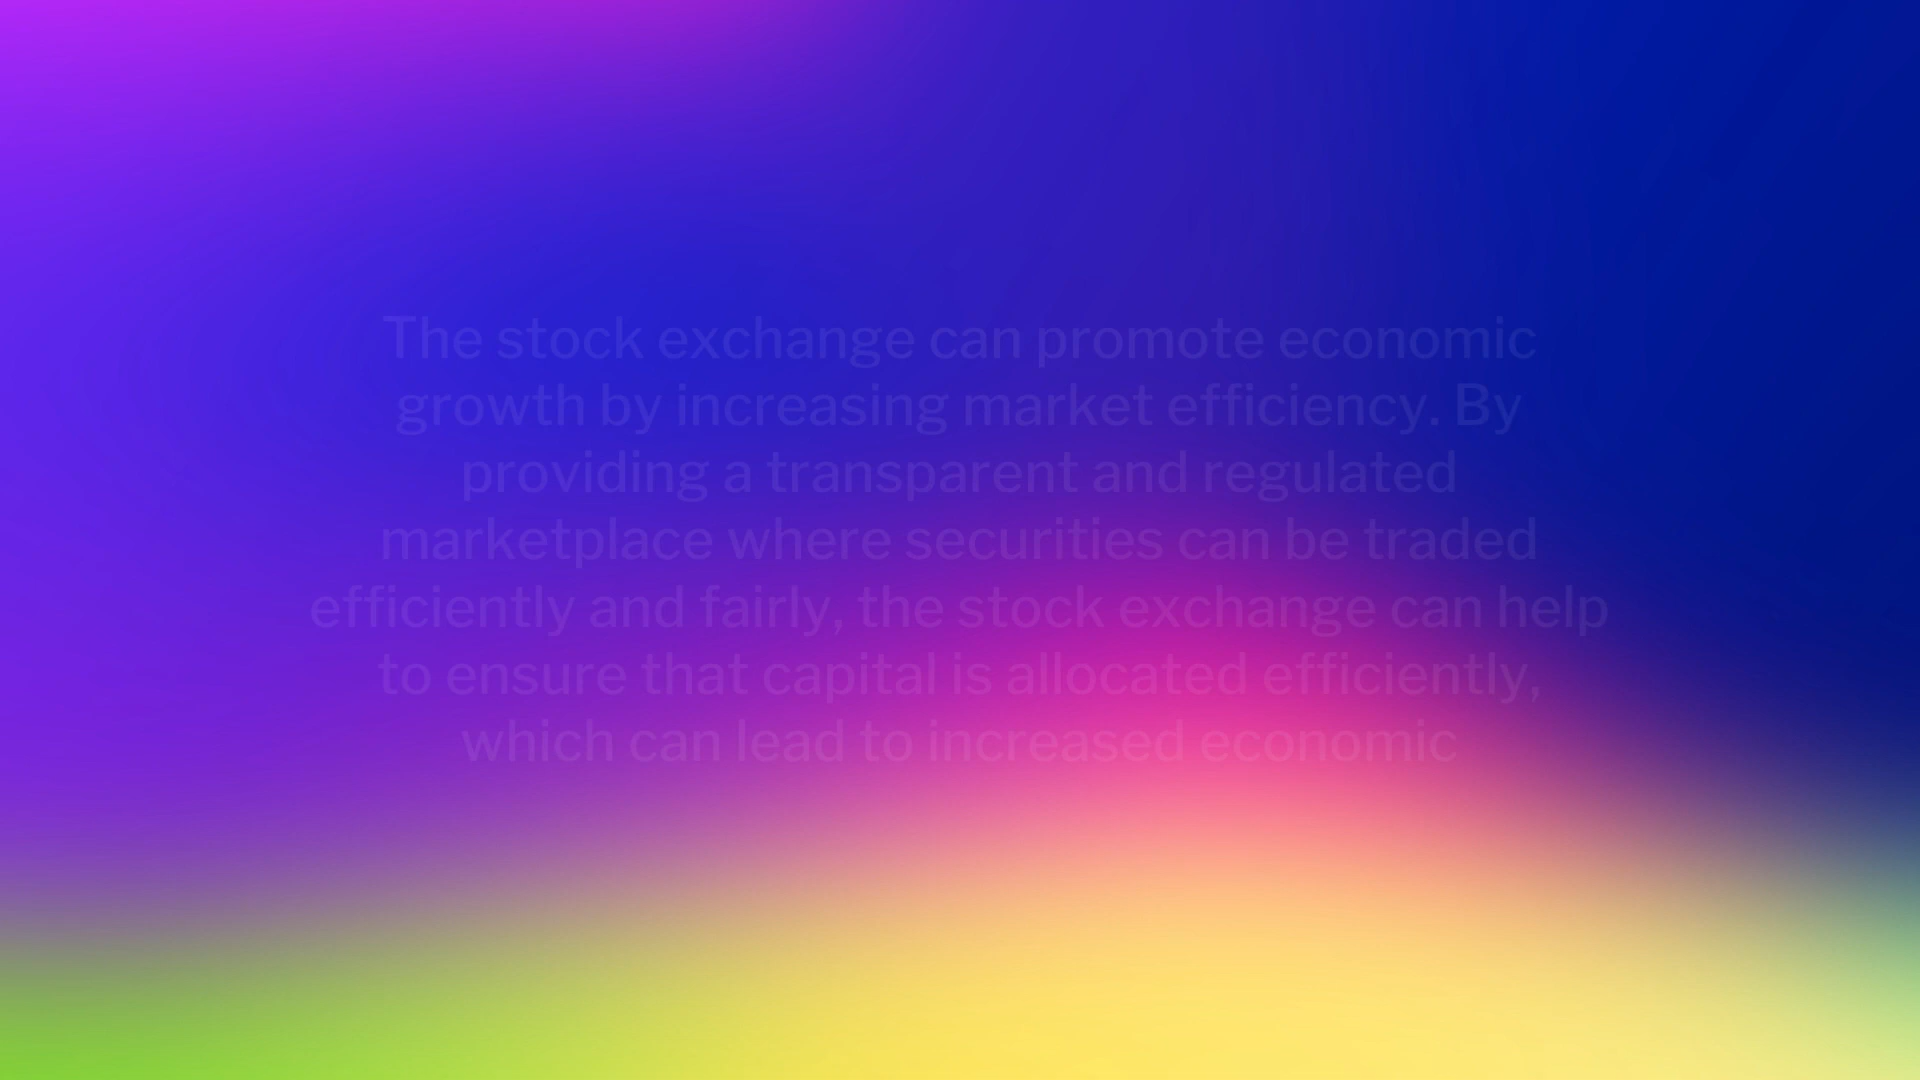 The stock exchange can promote economic
growth by increasing market efficiency. By
providing a transparent and regulated
marketplace where securities can be traded
efficiently and fairly, the stock exchange can help
to ensure that capital is allocated efficiently,
which can lead to increased economic